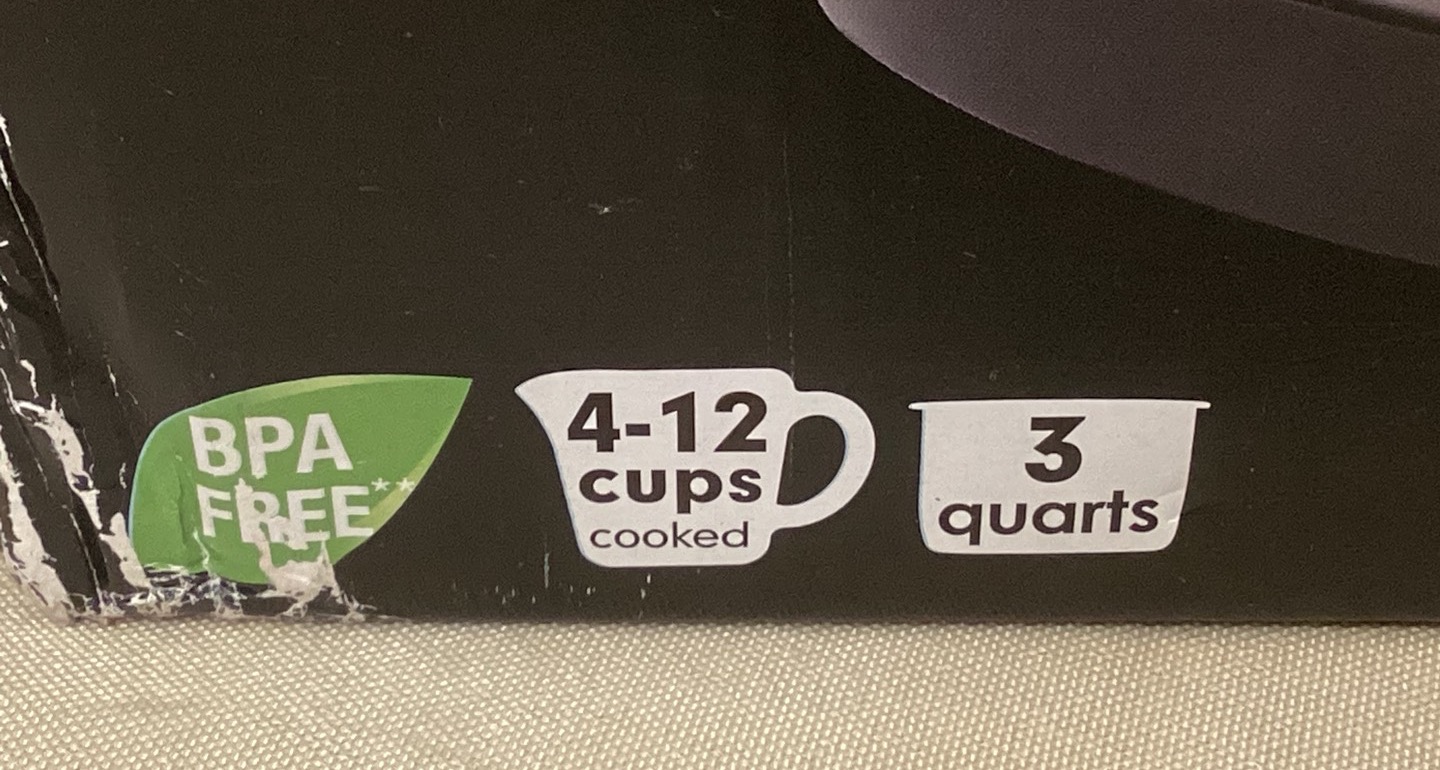 BPA
FREE**
4-12
cups
cooked
3
quarts